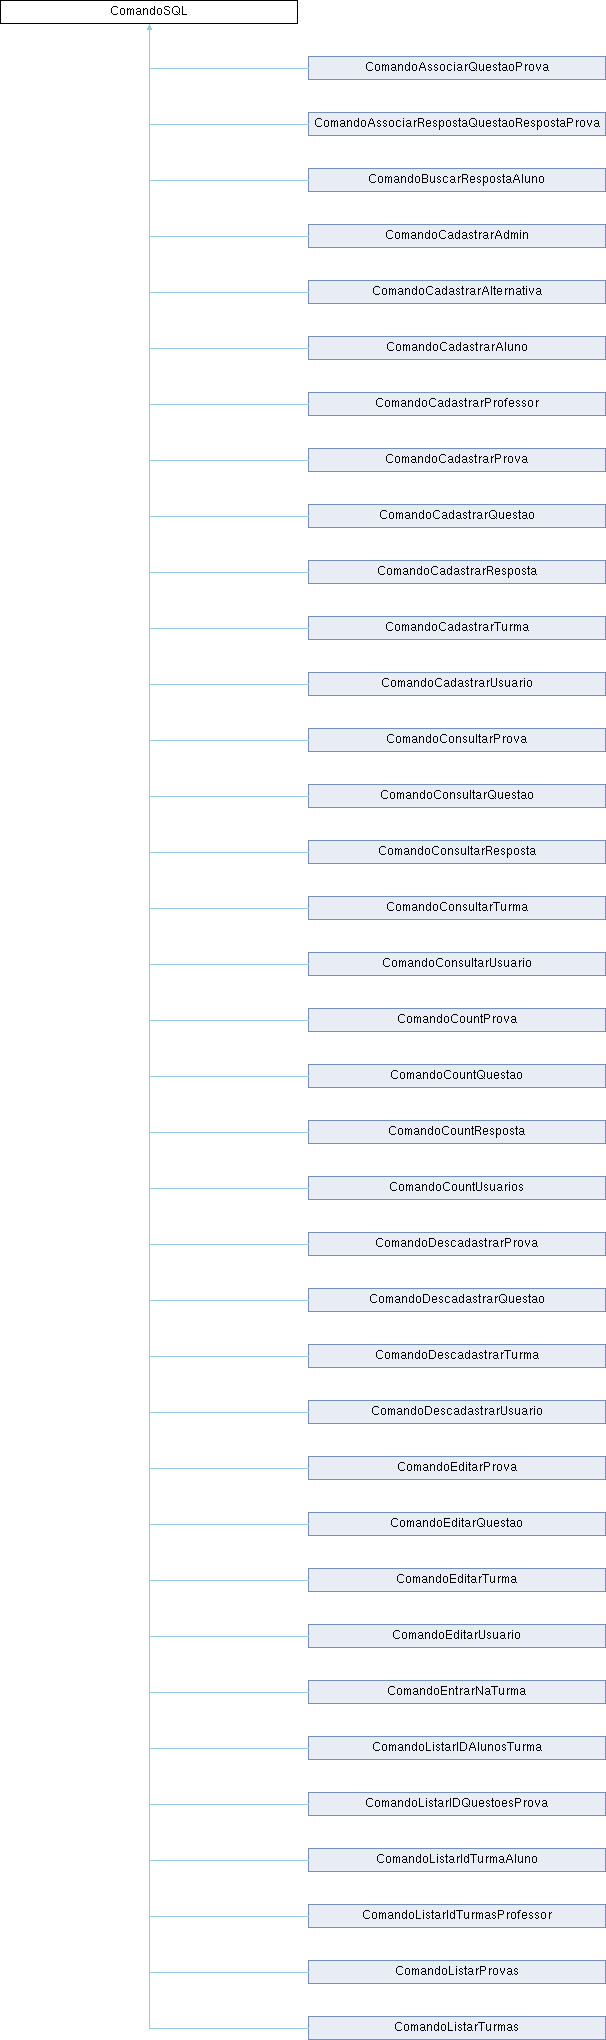 ComandoSQL
ComandoAssociarQuestaoProva
ComandoAssociarRespostaQuestaoRespostaProva
ComandoBuscarRespostaAluno
ComandoCadastrarAdmin
ComandoCadastrarAlternativa
ComandoCadastrarAluno
ComandoCadastrarProfessor
ComandoCadastrarProva
ComandoCadastrarQuestao
ComandoCadastrarResposta
ComandoCadastrarTurma
ComandoCadastrarUsuario
ComandoConsultarProva
ComandoConsultarQuestao
ComandoConsultarResposta
ComandoConsultarTurma
ComandoConsultarUsuario
ComandoCountProva
ComandoCountQuestao
ComandoCountResposta
ComandoCountUsuarios
ComandoDescadastrarProva
ComandoDescadastrarQuestao
ComandoDescadastrarTurma
ComandoDescadastrarUsuario
ComandoEditarProva
ComandoEditarQuestao
ComandoEditarTurma
ComandoEditarUsuario
ComandoEntrarNaTurma
ComandoListarIDAlunosTurma
ComandoListarIDQuestoesProva
ComandoListarIdTurmaAluno
ComandoListarIdTurmasProfessor
ComandoListarProvas
ComandoListarTurmas